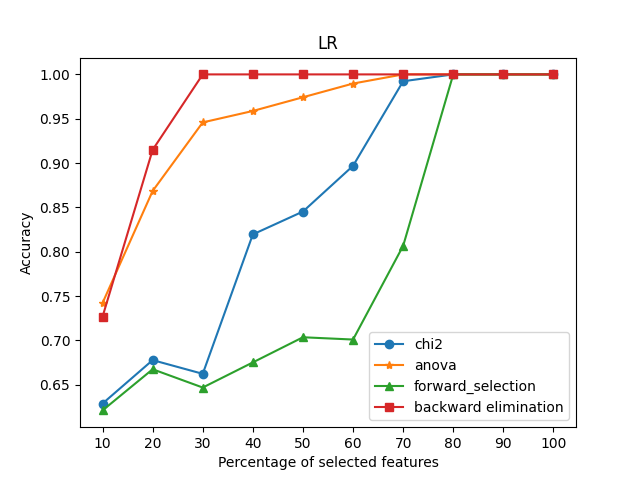 LR
1.00
0.95
0.90
0.85
0.80
0.75
0.70
0.65
Accuracy
chi2
anova
forward_selection
backward elimination
10 20 30 40 50 60 70 80 90 100
Percentage of selected features